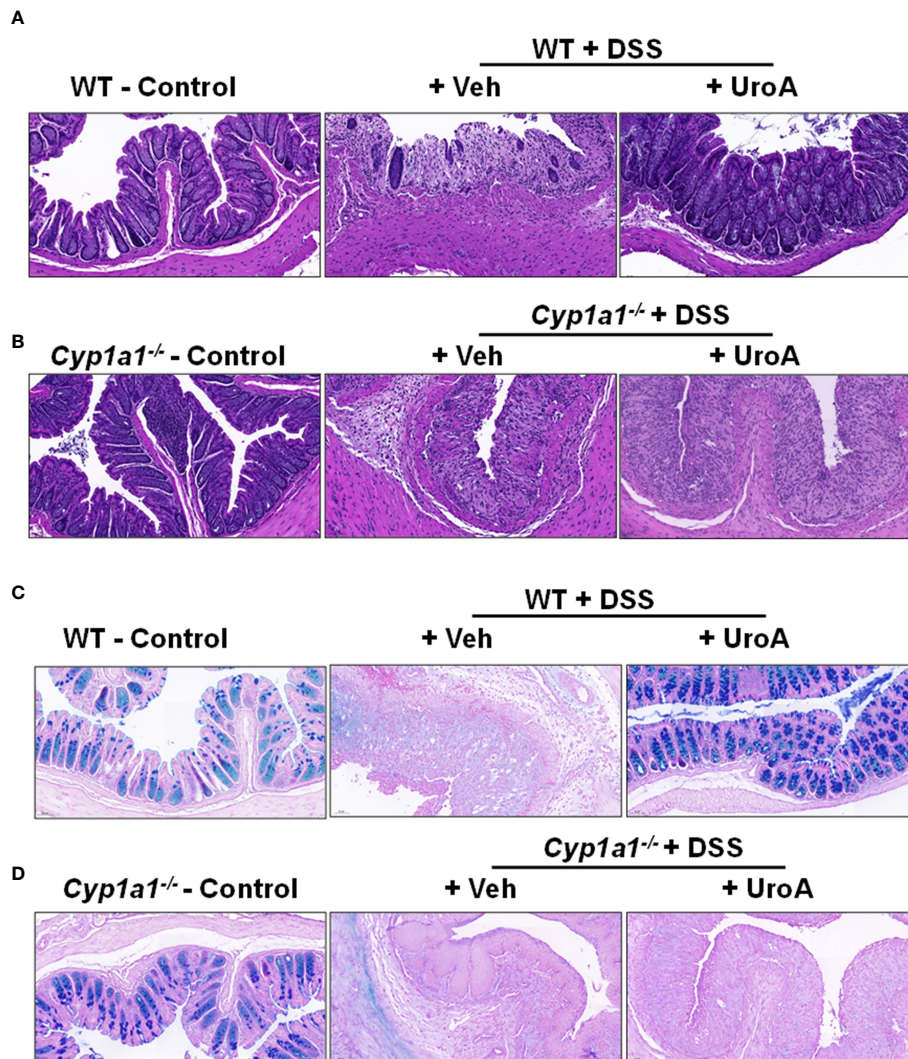 A
WT + DSS
WT - Control
+ Veh
+ UroA
Cyp1a1-/- + DSS
B
Cyp1a1-/- - Control
+ Veh
+ UroA
C
WT + DSS
WT - Control
+ Veh
+ UroA
Cyp1a1-/- + DSS
D
Cyp1a1-/- - Control
+ Veh
+ UroA